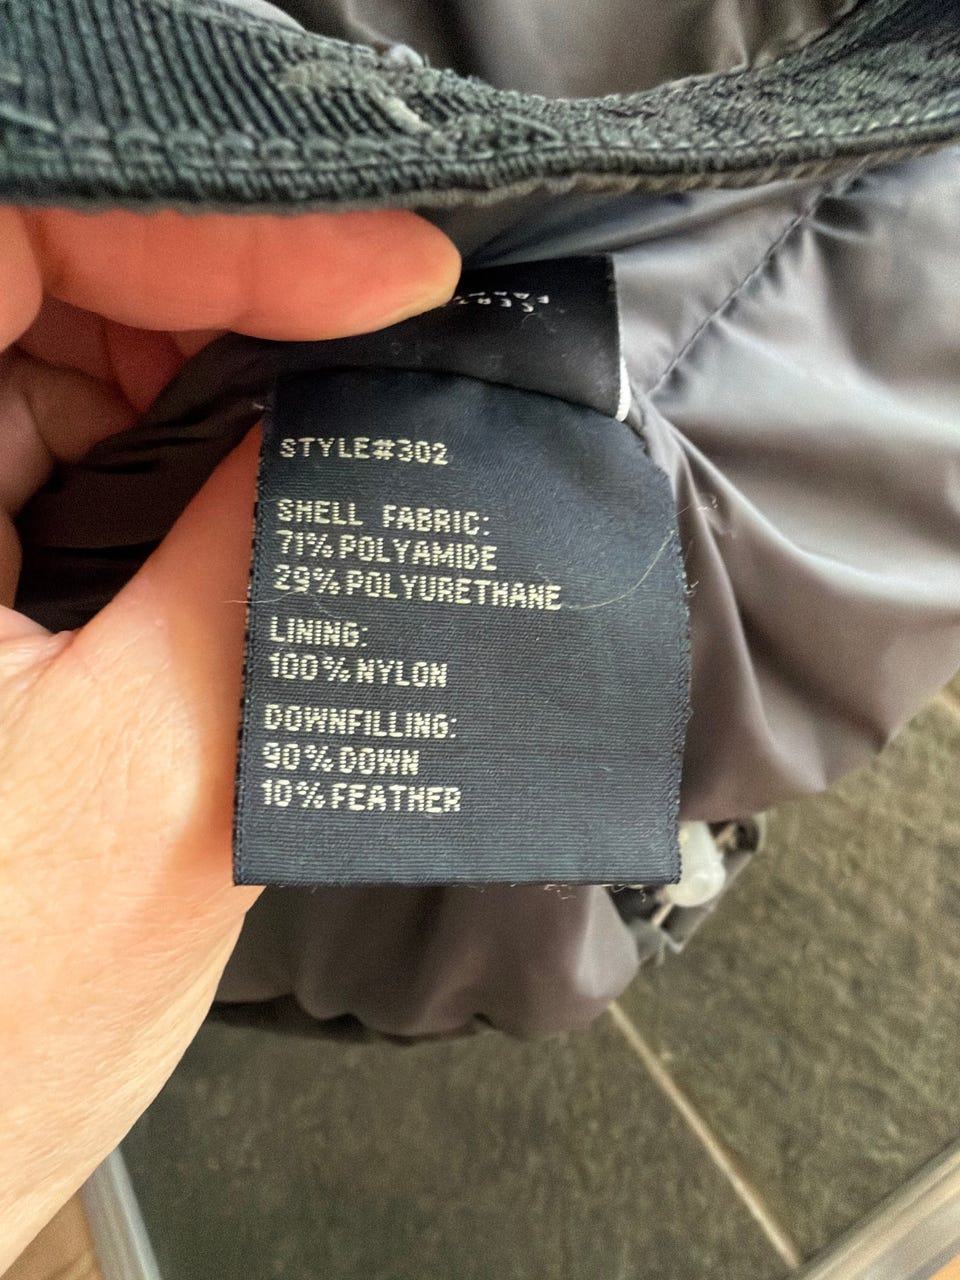 STYLE#302
SHELL FABRIC:
71% POLYAMIDE
29% POLYURETHANE
LINING:
100% NYLON
DOWNFILLING:
90% DOWN
10% FEATHER